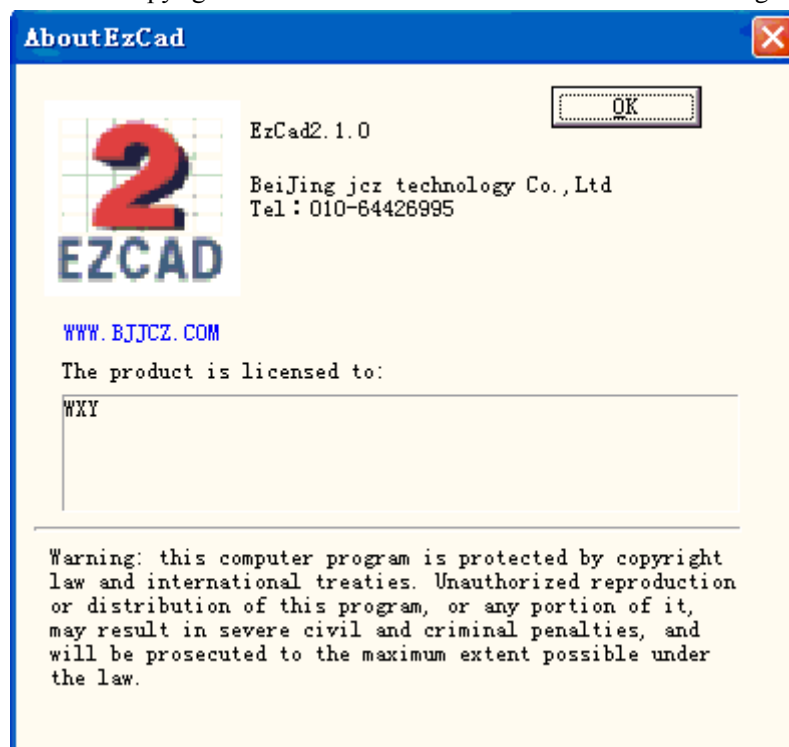 AboutEzCad
OK
EzCad2.1.0
BeiJing jcz technology Co.,Ltd
Tel：010-64426995
2
EZCAD
WWW.BJJCZ.COM
The product is licensed to:
WXY
Warning: this computer program is protected by copyright
law and international treaties. Unauthorized reproduction
or distribution of this program, or any portion of it,
may result in severe civil and criminal penalties, and
will be prosecuted to the maximum extent possible under
the law.